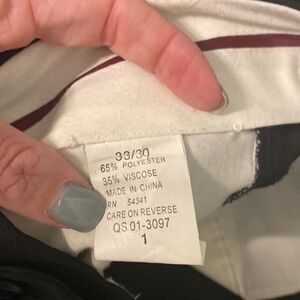 33/30
65% POLYESTER
35% VISCOSE
MADE IN CHINA
RN 54341
CARE ON REVERSE
QS 01-3097
1